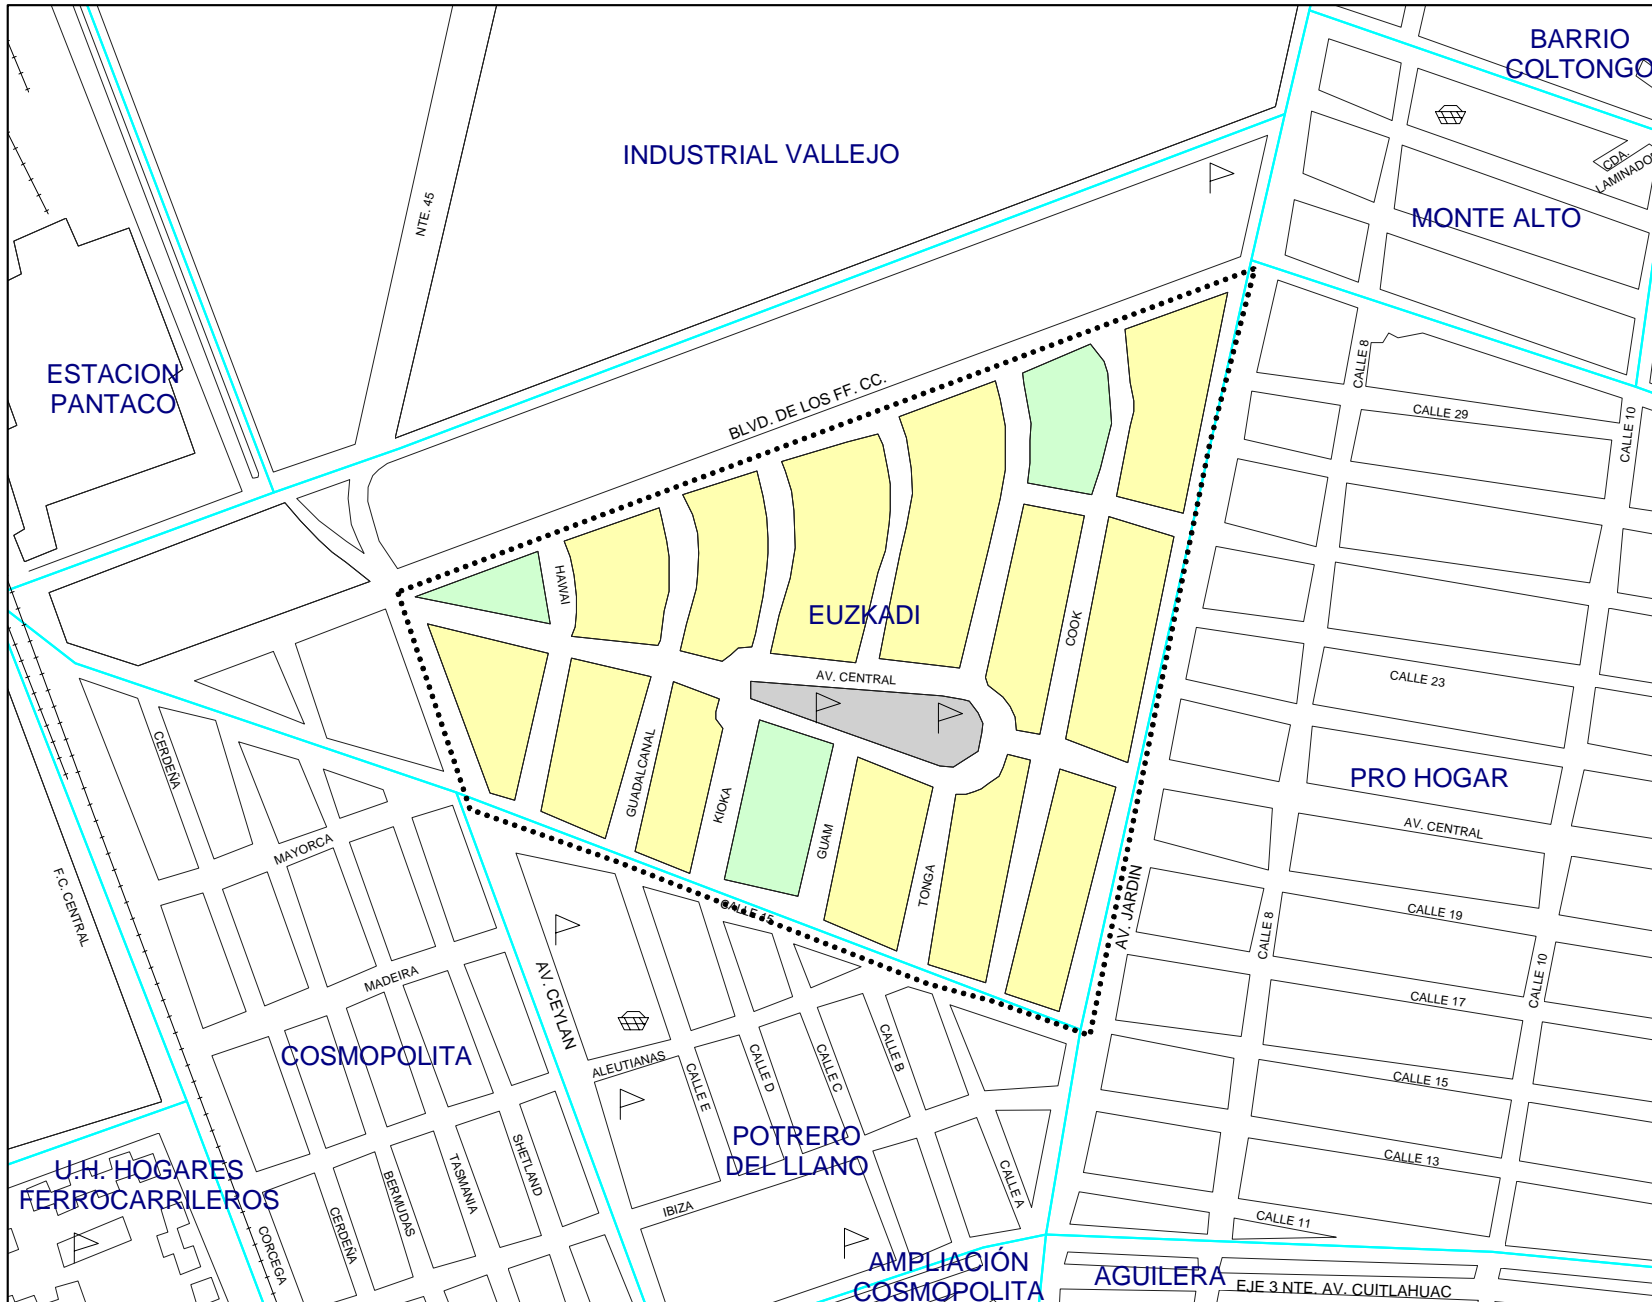 BARRIO
COLTONGO
INDUSTRIAL VALLEJO
CDA.
LAMINADO
NTE. 45
MONTE ALTO
ESTACION
PANTACO
BLVD. DE LOS FF. CC.
CALLE 8
CALLE 29
CALLE 10
HAWAI
EUZKADI
COOK
AV. CENTRAL
CALLE 23
CERDEÑA
GUADALCANAL
KIOKA
GUAM
PRO HOGAR
AV. CENTRAL
MAYORCA
TONGA
AV. JARDIN
F.C. CENTRAL
CALLE 15
CALLE 8
CALLE 19
MADEIRA
AV. CEYLAN
CALLE 10
CALLE 17
COSMOPOLITA
ALEUTIANAS
CALLE E
CALLE D
CALLE C
CALLE B
CALLE 15
POTRERO
DEL LLANO
U.H. HOGARES
FERROCARRILEROS
CORCEGA
CERDEÑA
BERMUDAS
TASMANIA
SHETLAND
IBIZA
CALLE A
CALLE 13
CALLE 11
AMPLIACIÓN
COSMOPOLITA
AGUILERA
EJE 3 NTE. AV. CUITLAHUAC